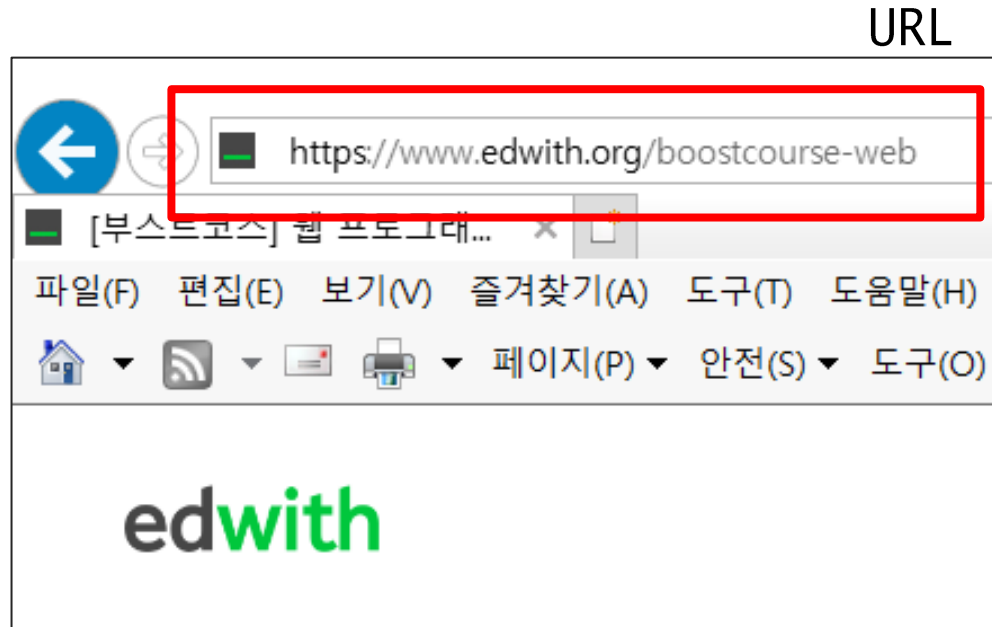 URL
https://www.edwith.org/boostcourse-web
[부스트코스] 웹 프로그래...
파일(F) 편집(E) 보기(V) 즐겨찾기(A) 도구(T) 도움말(H)
페이지(P) 안전(S) 도구(O)
edwith